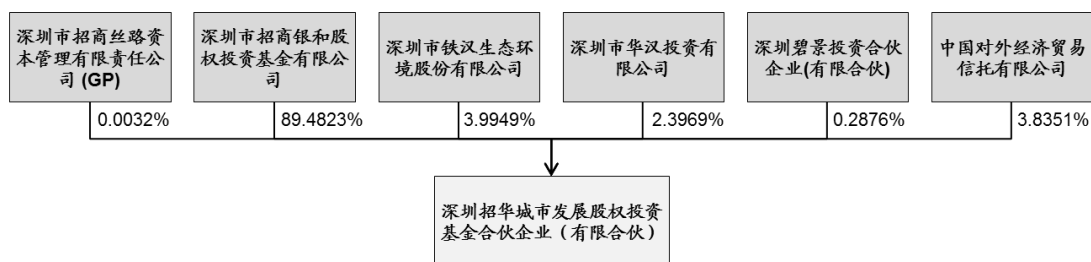 深圳市招商丝路资
本管理有限责任公
司 (GP)
深圳市招商银和股
权投资基金有限公
司
深圳市铁汉生态环
境股份有限公司
深圳市华汉投资有
限公司
深圳碧景投资合伙
企业(有限合伙)
中国对外经济贸易
信托有限公司
0.0032%
89.4823%
3.9949%
2.3969%
0.2876%
3.8351%
深圳招华城市发展股权投资
基金合伙企业（有限合伙）